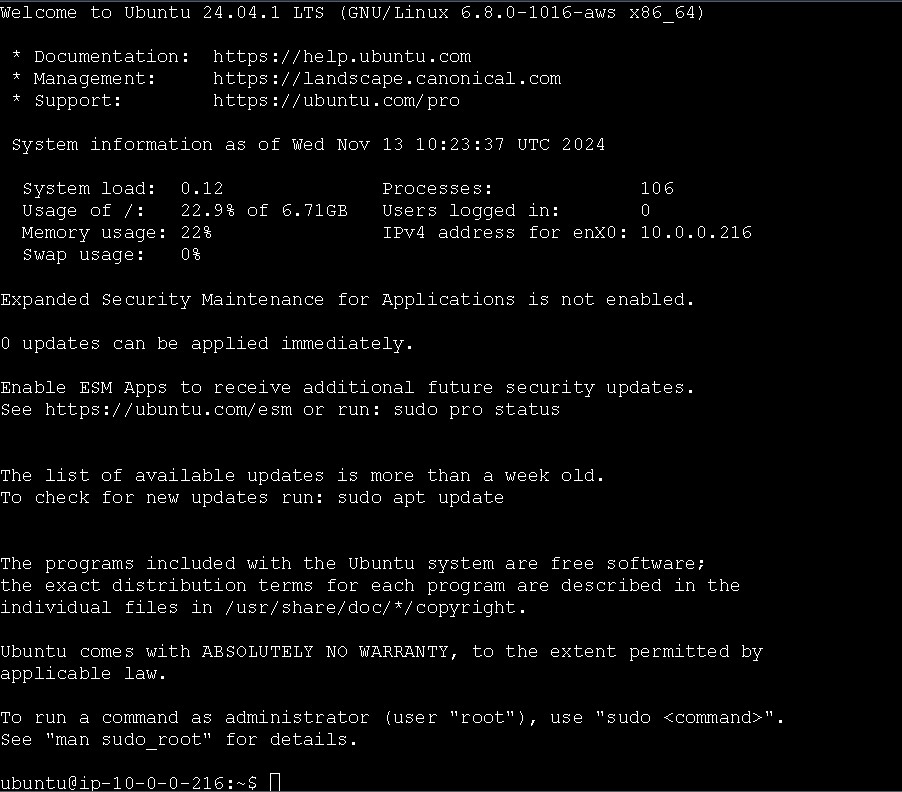 Welcome to Ubuntu 24.04.1 LTS (GNU/Linux 6.8.0-1016-aws x86_64)

 * Documentation:  https://help.ubuntu.com
 * Management:     https://landscape.canonical.com
 * Support:        https://ubuntu.com/pro

 System information as of Wed Nov 13 10:23:37 UTC 2024

  System load:  0.12              Processes:             106
  Usage of /:   22.9% of 6.71GB   Users logged in:       0
  Memory usage: 22%               IPv4 address for enX0: 10.0.0.216
  Swap usage:   0%

Expanded Security Maintenance for Applications is not enabled.

0 updates can be applied immediately.

Enable ESM Apps to receive additional future security updates.
See https://ubuntu.com/esm or run: sudo pro status


The list of available updates is more than a week old.
To check for new updates run: sudo apt update


The programs included with the Ubuntu system are free software;
the exact distribution terms for each program are described in the
individual files in /usr/share/doc/*/copyright.

Ubuntu comes with ABSOLUTELY NO WARRANTY, to the extent permitted by
applicable law.

To run a command as administrator (user "root"), use "sudo <command>".
See "man sudo_root" for details.

ubuntu@ip-10-0-0-216:~$